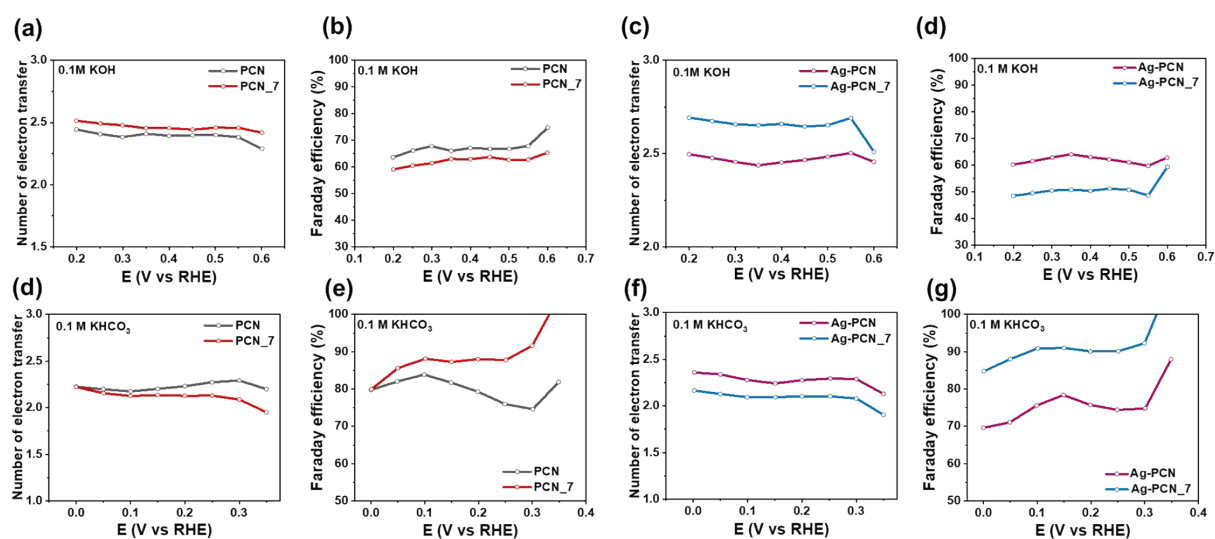 (a)
Number of electron transfer
3.0
2.5
2.0
1.5
0.1M KOH
PCN
PCN_7
0.2 0.3 0.4 0.5 0.6
E (V vs RHE)
(b)
Faraday efficiency (%)
100
90
80
70
60
50
40
30
0.1 M KOH
PCN
PCN_7
0.1 0.2 0.3 0.4 0.5 0.6 0.7
E (V vs RHE)
(c)
Number of electron transfer
3.0
2.5
2.0
0.1M KOH
Ag-PCN
Ag-PCN_7
0.2 0.3 0.4 0.5 0.6
E (V vs RHE)
(d)
Faraday efficiency (%)
100
90
80
70
60
50
40
30
0.1 M KOH
Ag-PCN
Ag-PCN_7
0.1 0.2 0.3 0.4 0.5 0.6 0.7
E (V vs RHE)
(d)
Number of electron transfer
3.0
2.5
2.0
1.5
1.0
0.1 M KHCO₃
PCN
PCN_7
0.0 0.1 0.2 0.3
E (V vs RHE)
(e)
Faraday efficiency (%)
100
90
80
70
60
50
0.1 M KHCO₃
PCN
PCN_7
0.0 0.1 0.2 0.3 0.4
E (V vs RHE)
(f)
Number of electron transfer
3.0
2.5
2.0
1.5
1.0
0.1 M KHCO₃
Ag-PCN
Ag-PCN_7
0.0 0.1 0.2 0.3
E (V vs RHE)
(g)
Faraday efficiency (%)
100
90
80
70
60
50
0.1 M KHCO₃
Ag-PCN
Ag-PCN_7
0.0 0.1 0.2 0.3 0.4
E (V vs RHE)